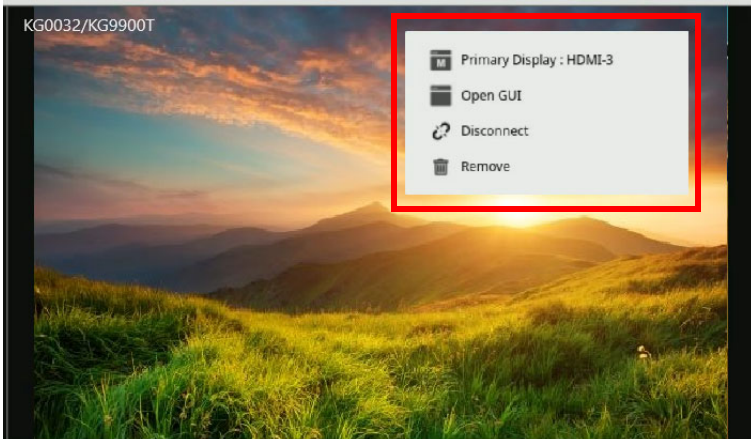 KG0032/KG9900T
Primary Display : HDMI-3
Open GUI
Disconnect
Remove